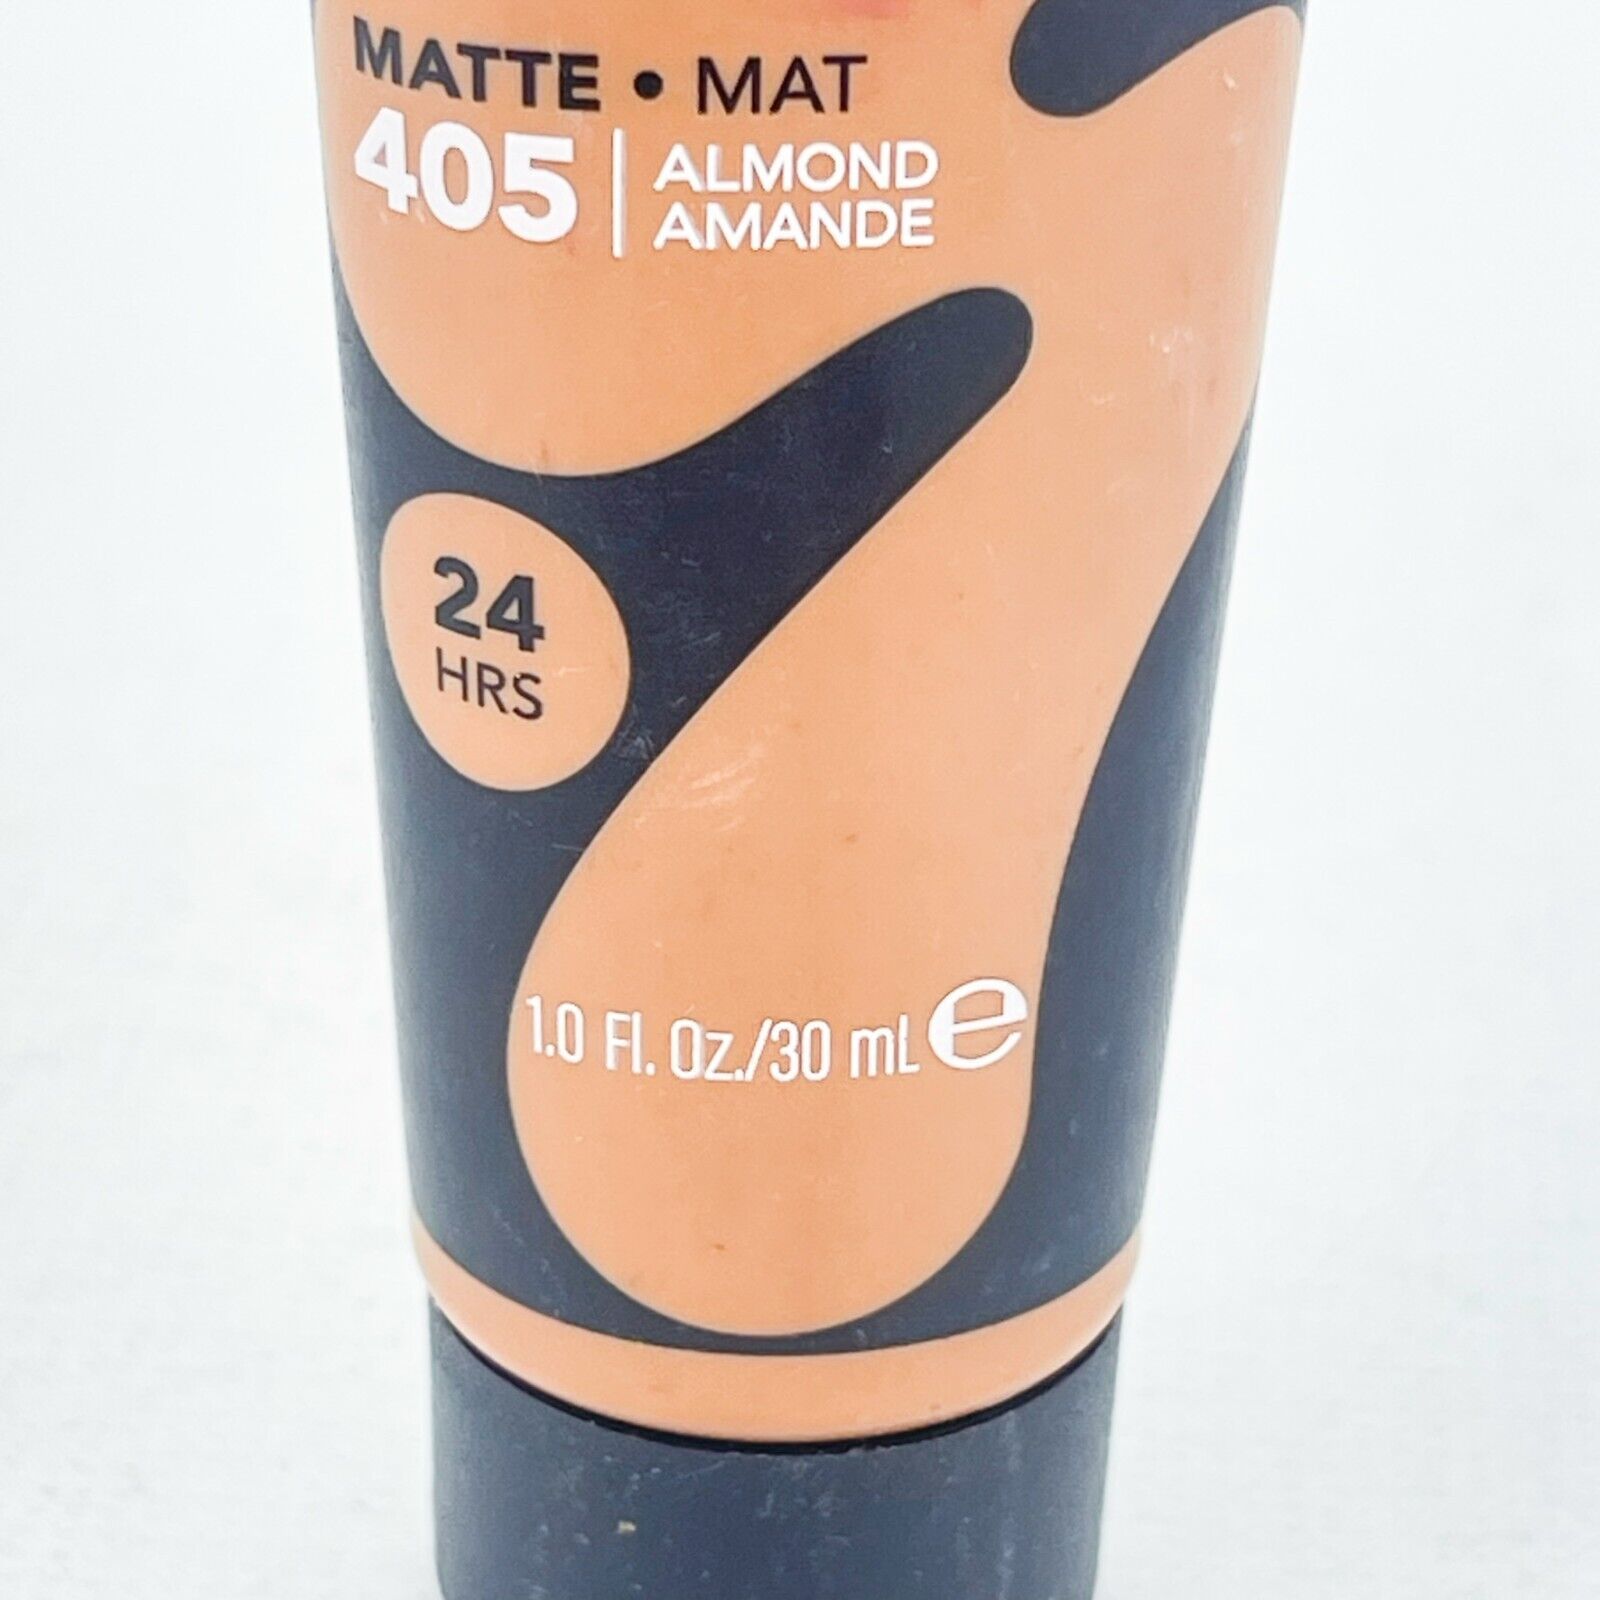 MATTE • MAT
405 | ALMOND
AMANDE
24
HRS
1.0 Fl. Oz./30 mL ℮